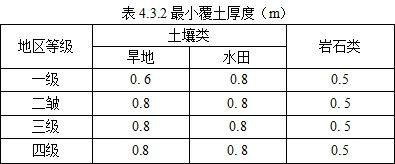 表 4.3.2 最小覆土厚度（m）
地区等级 土壤类 岩石类
旱地 水田
一级 0.6 0.8 0.5
二皱 0.8 0.8 0.5
三级 0.8 0.8 0.5
四级 0.8 0.8 0.5